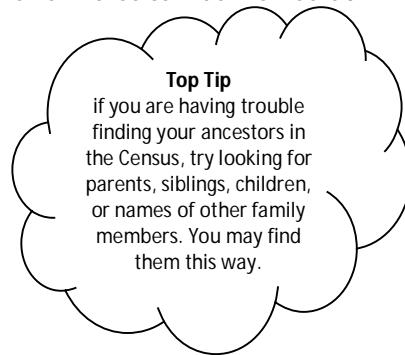 Top Tip
if you are having trouble
finding your ancestors in
the Census, try looking for
parents, siblings, children,
or names of other family
members. You may find
them this way.